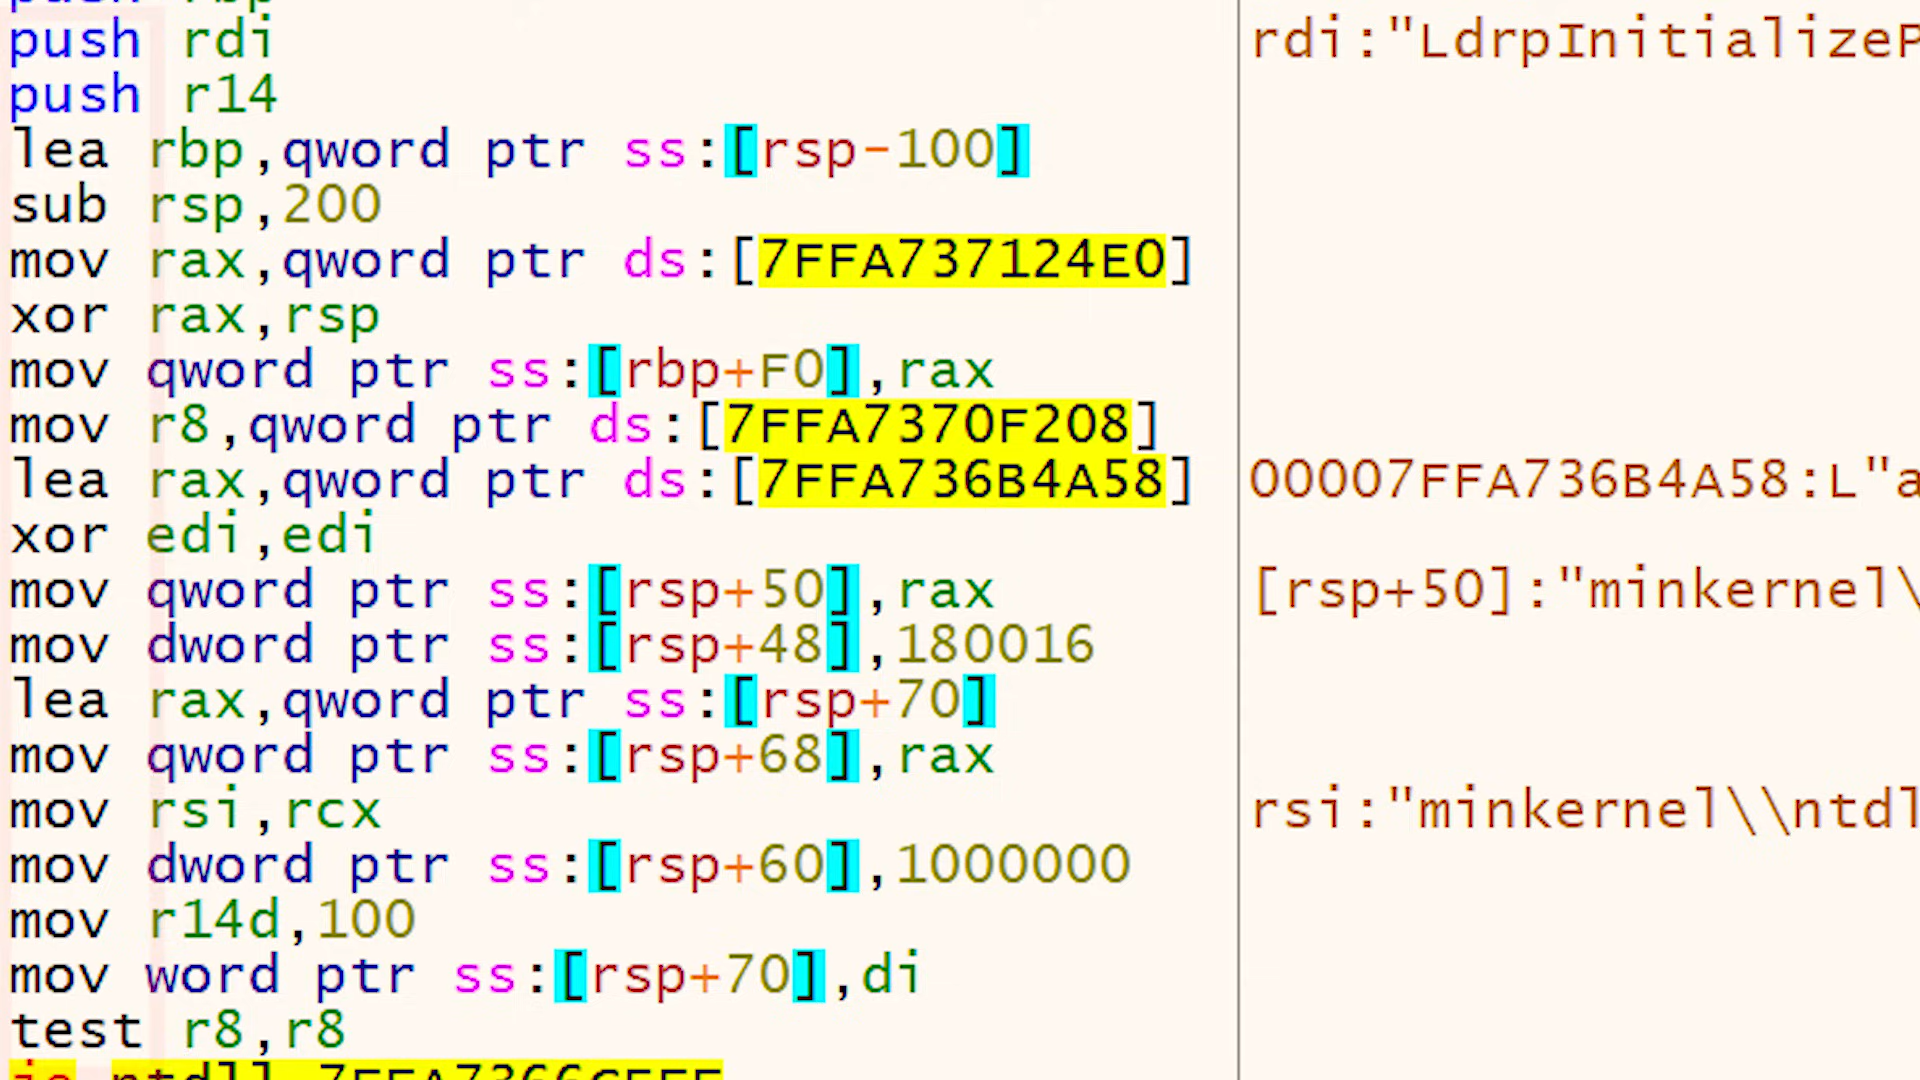 push rbp
push rdi rdi:"LdrpInitializeP
push r14
lea rbp,qword ptr ss:[rsp-100]
sub rsp,200
mov rax,qword ptr ds:[7FFA737124E0]
xor rax,rsp
mov qword ptr ss:[rbp+F0],rax
mov r8,qword ptr ds:[7FFA7370F208]
lea rax,qword ptr ds:[7FFA736B4A58] 00007FFA736B4A58:L"a
xor edi,edi
mov qword ptr ss:[rsp+50],rax [rsp+50]:"minkernel\
mov dword ptr ss:[rsp+48],180016
lea rax,qword ptr ss:[rsp+70]
mov qword ptr ss:[rsp+68],rax
mov rsi,rcx rsi:"minkernel\\ntdl
mov dword ptr ss:[rsp+60],1000000
mov r14d,100
mov word ptr ss:[rsp+70],di
test r8,r8